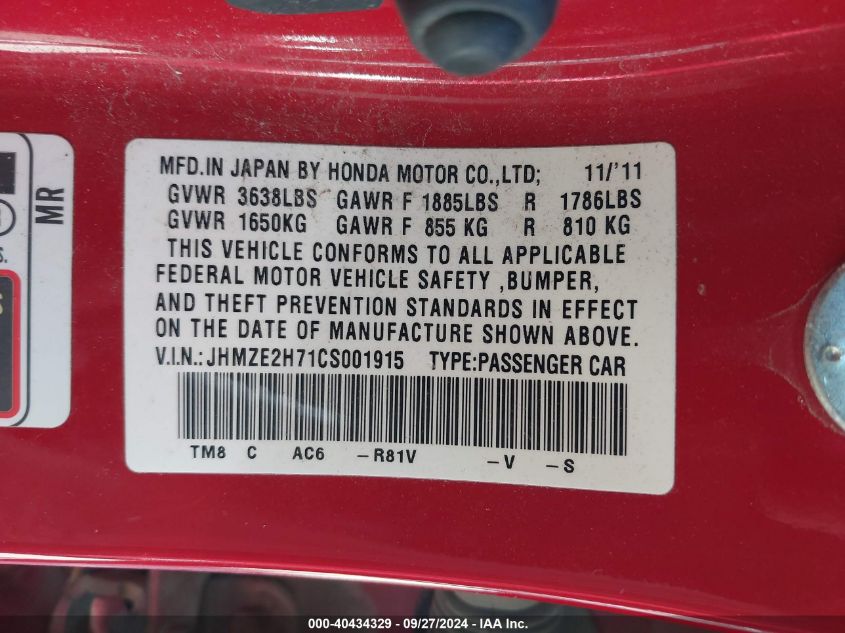 MFD.IN JAPAN BY HONDA MOTOR CO.,LTD; 11/'11
GVWR 3638LBS GAWR F 1885LBS R 1786LBS
GVWR 1650KG GAWR F 855 KG R 810 KG
THIS VEHICLE CONFORMS TO ALL APPLICABLE
FEDERAL MOTOR VEHICLE SAFETY ,BUMPER,
AND THEFT PREVENTION STANDARDS IN EFFECT
ON THE DATE OF MANUFACTURE SHOWN ABOVE.
V.I.N.:JHMZE2H71CS001915 TYPE:PASSENGER CAR
TM8 C AC6 -R81V -V -S
MR
000-40434329 - 09/27/2024 - IAA Inc.